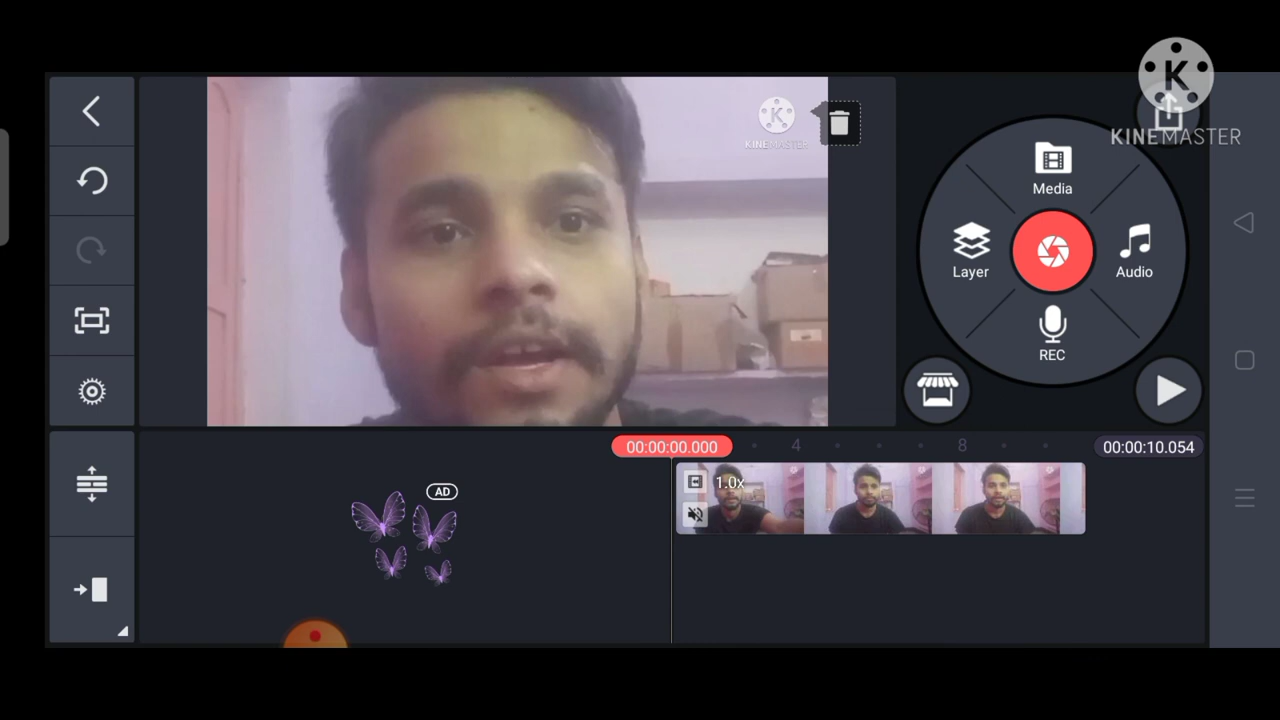 K
KINEMASTER
K
KINEMASTER
Media
Layer
Audio
REC
00:00:00.000
4
8
00:00:10.054
AD
1.0x